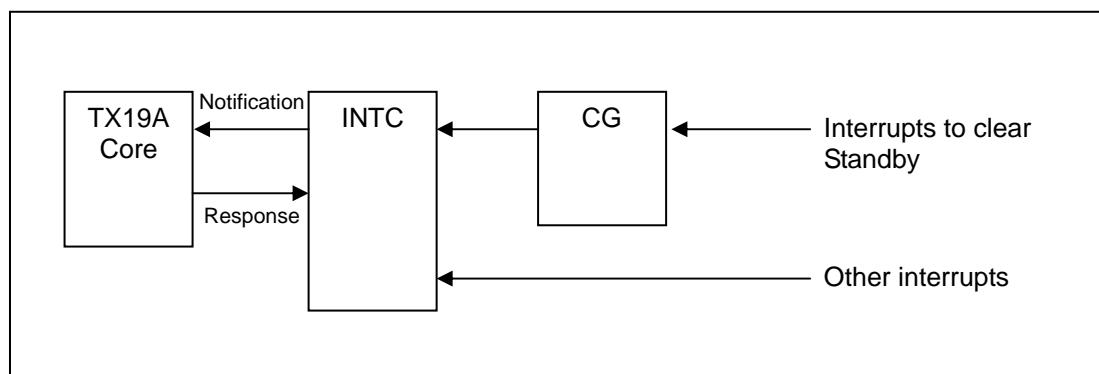 TX19A
Core
Notification
Response
INTC
CG
Interrupts to clear
Standby
Other interrupts